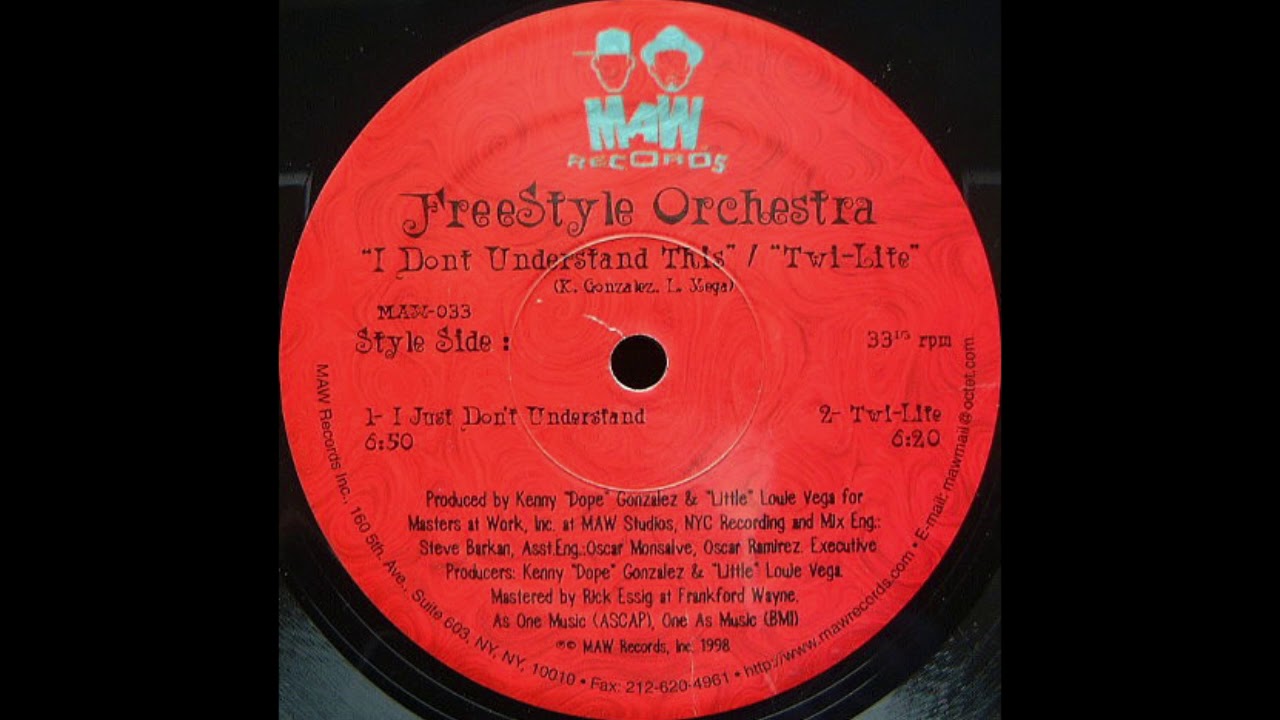 MAW
RECORDS
FreeStyle Orchestra
"I Dont Understand This" / "Twi-Lite"
(K. Gonzalez, L. Vega)
MAW-033
Style Side :
33⅓ rpm
1- I Just Don't Understand
6:50
2- Twi-Lite
6:20
Produced by Kenny "Dope" Gonzalez & "Little" Louie Vega for
Masters at Work, Inc. at MAW Studios, NYC Recording and Mix Eng.:
Steve Barkan, Asst.Eng.:Oscar Monsalve, Oscar Ramirez. Executive
Producers: Kenny "Dope" Gonzalez & "Little" Louie Vega.
Mastered by Rick Essig at Frankford Wayne.
As One Music (ASCAP), One As Music (BMI)
℗© MAW Records, Inc. 1998
MAW Records Inc., 160 5th. Ave., Suite 603, NY, NY, 10010 • Fax: 212-620-4961 • http://www.mawrecords.com • E-mail: mawmail@octet.com.